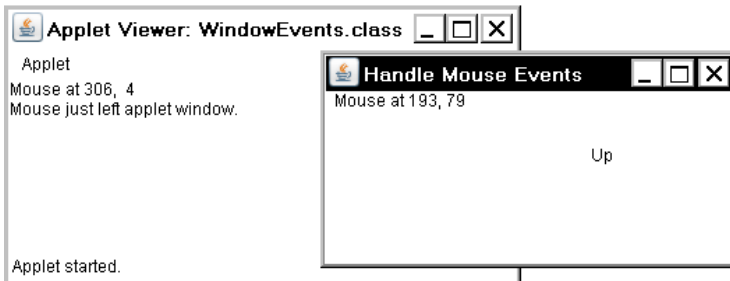 Applet Viewer: WindowEvents.class
Applet
Mouse at 306, 4
Mouse just left applet window.
Applet started.
Handle Mouse Events
Mouse at 193, 79
Up